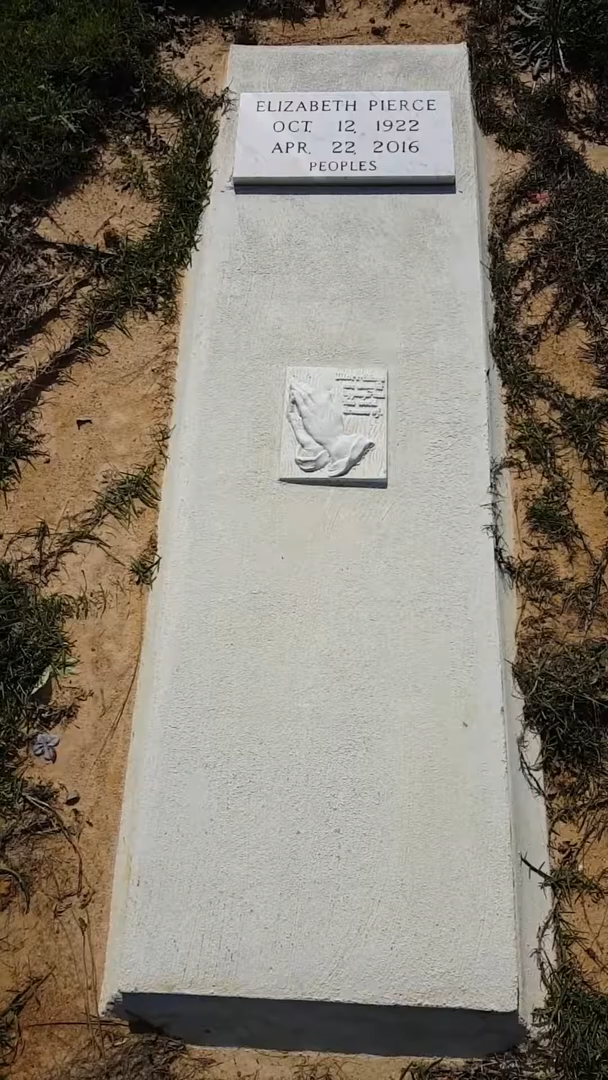 ELIZABETH PIERCE
OCT. 12, 1922
APR. 22, 2016
PEOPLES